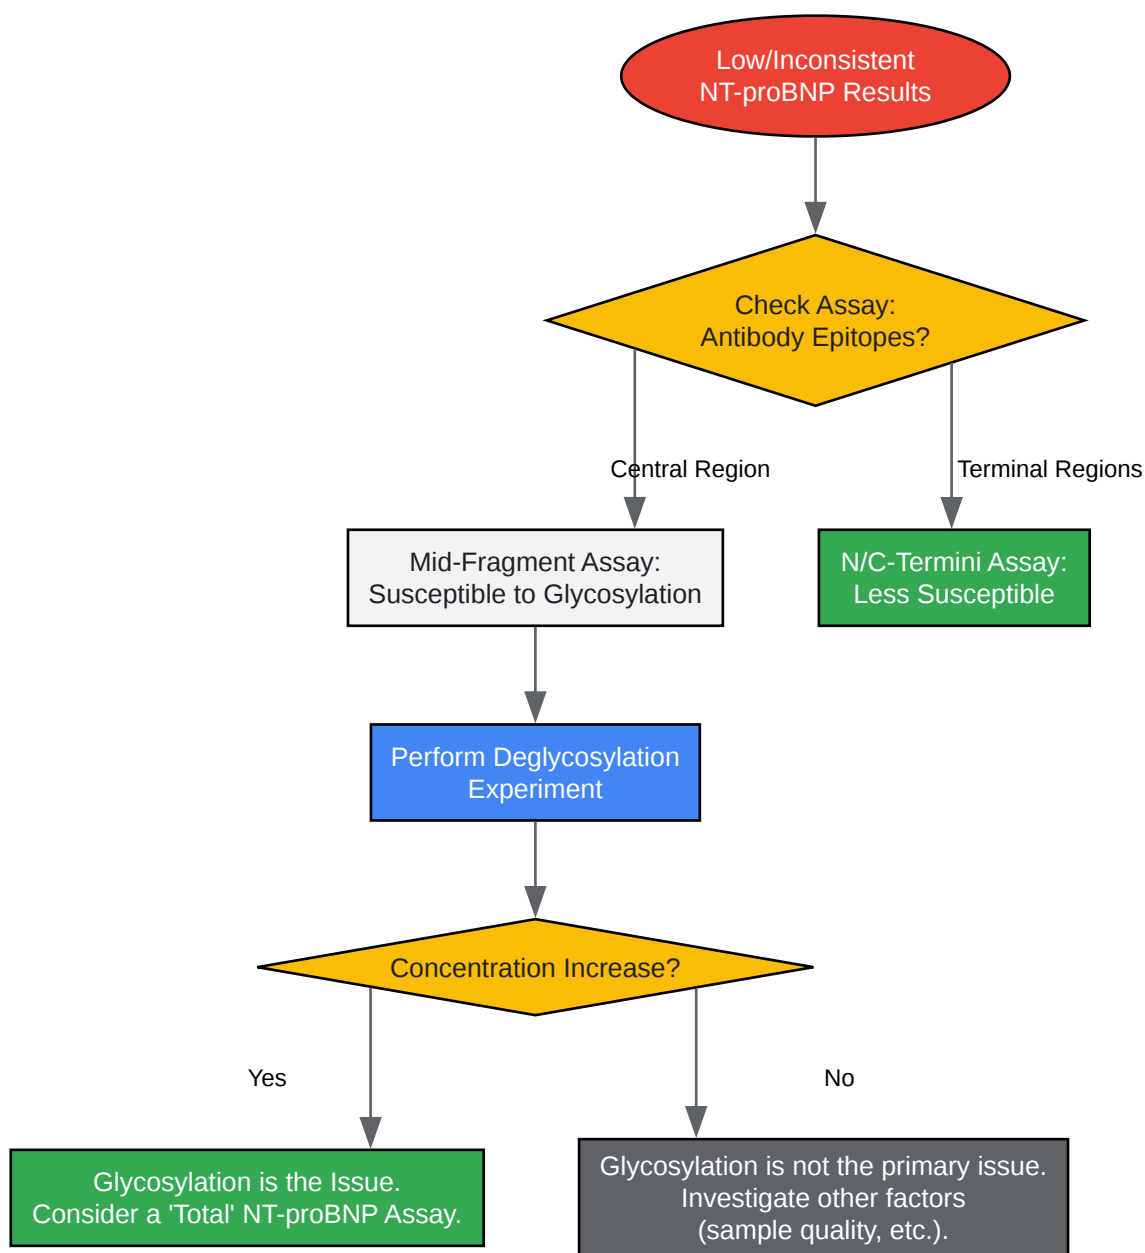 Low/Inconsistent
NT-proBNP Results
Check Assay:
Antibody Epitopes?
Central Region
Terminal Regions
Mid-Fragment Assay:
Susceptible to Glycosylation
N/C-Termini Assay:
Less Susceptible
Perform Deglycosylation
Experiment
Concentration Increase?
Yes
No
Glycosylation is the Issue.
Consider a 'Total' NT-proBNP Assay.
Glycosylation is not the primary issue.
Investigate other factors
(sample quality, etc.).